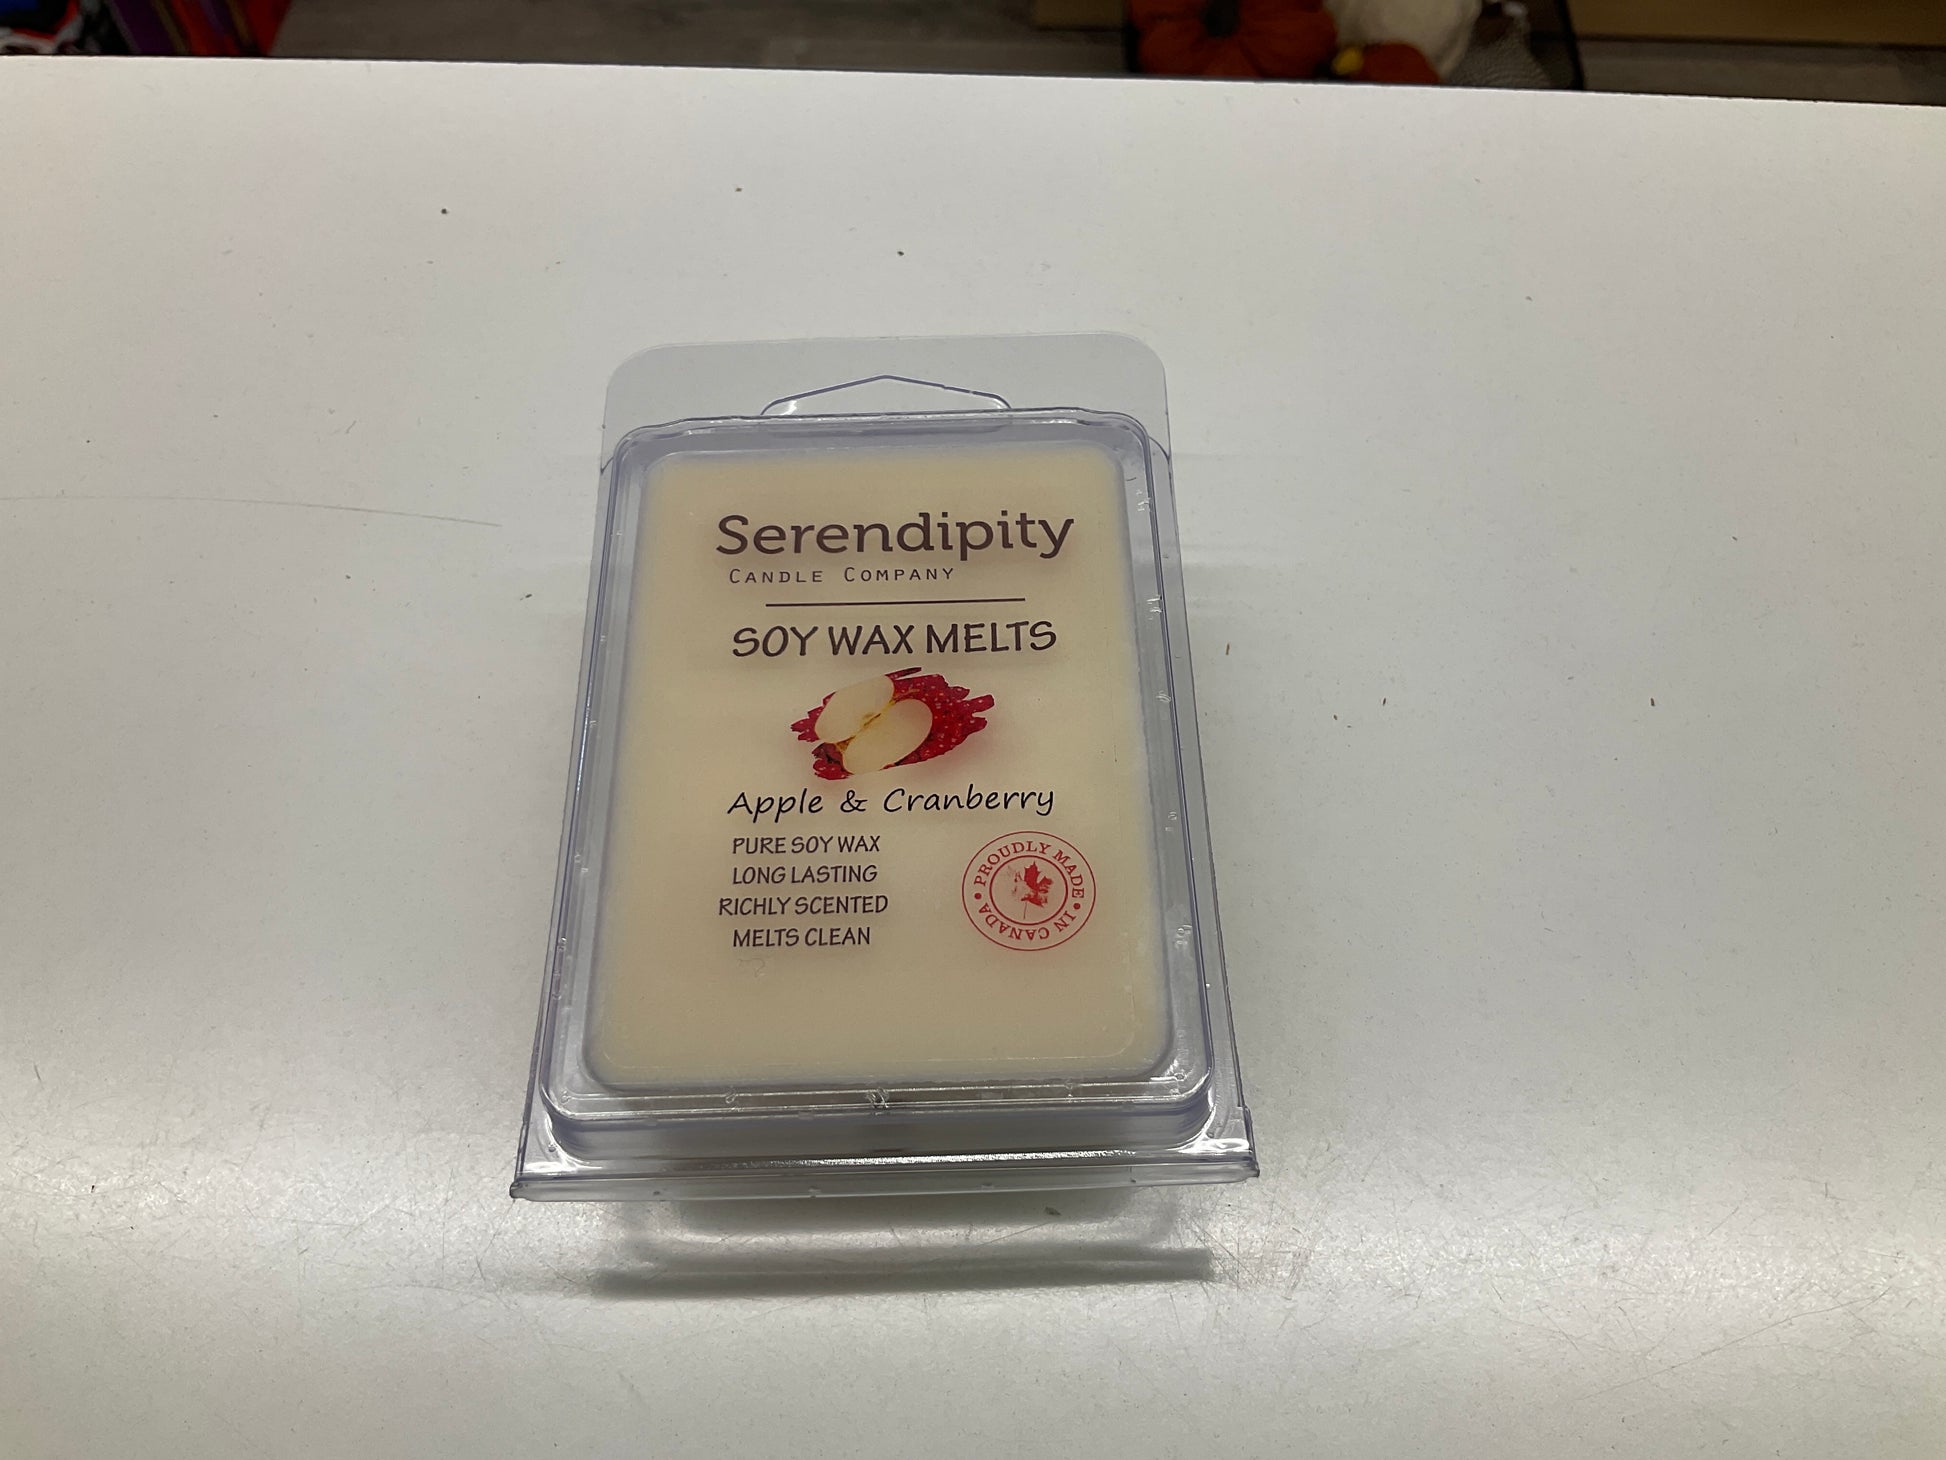 Serendipity
CANDLE COMPANY
SOY WAX MELTS
Apple & Cranberry
PURE SOY WAX
LONG LASTING
RICHLY SCENTED
MELTS CLEAN
PROUDLY MADE • IN CANADA •